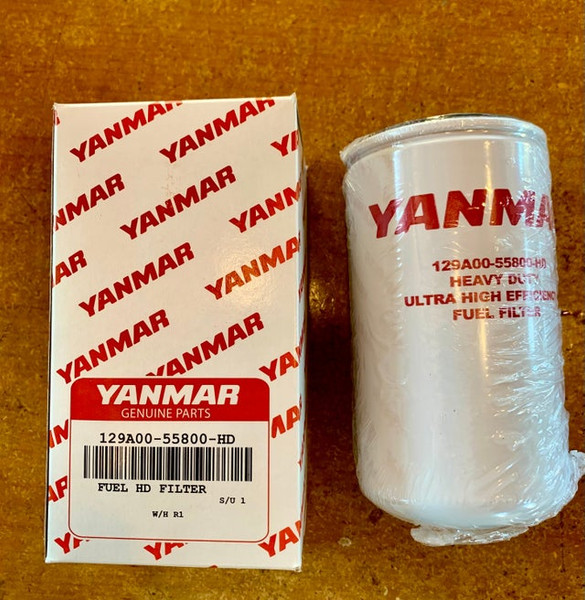 YANMAR
YANMAR
YANMAR
YANMAR
YANMAR
YANMAR
YANMAR
YANMAR
YANMAR
YANMAR
GENUINE PARTS
129A00-55800-HD
FUEL HD FILTER
S/U 1
W/H R1
YANMA
129A00-55800-HD
HEAVY DUTY
ULTRA HIGH EFFICIENCY
FUEL FILTER